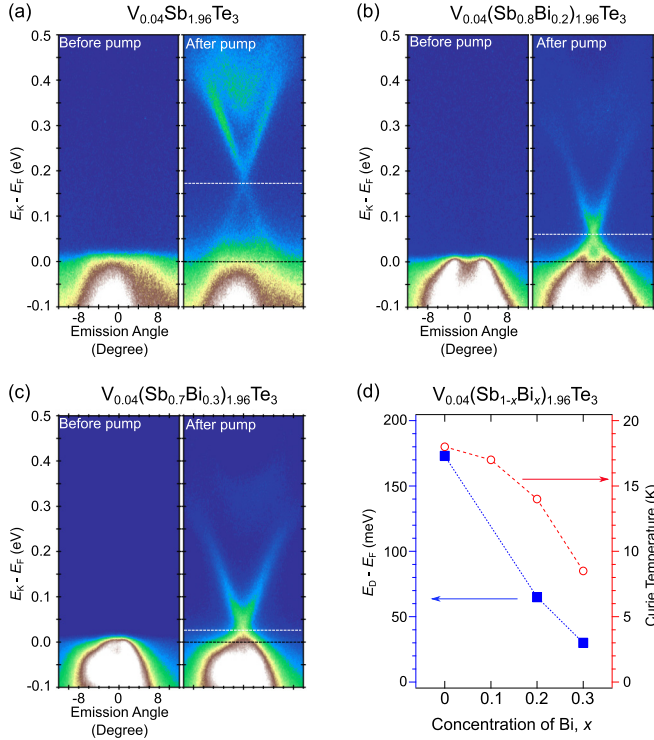 (a)
V0.04Sb1.96Te3
Before pump
After pump
0.5
0.4
0.3
0.2
0.1
0.0
-0.1
EK - EF (eV)
-8
0
8
Emission Angle
(Degree)
(b)
V0.04(Sb0.8Bi0.2)1.96Te3
Before pump
After pump
0.5
0.4
0.3
0.2
0.1
0.0
-0.1
EK - EF (eV)
-8
0
8
Emission Angle
(Degree)
(c)
V0.04(Sb0.7Bi0.3)1.96Te3
Before pump
After pump
0.5
0.4
0.3
0.2
0.1
0.0
-0.1
EK - EF (eV)
-8
0
8
Emission Angle
(Degree)
(d)
V0.04(Sb1-xBix)1.96Te3
200
150
100
50
0
ED - EF (meV)
20
15
10
5
0
Curie Temperature (K)
0
0.1
0.2
0.3
Concentration of Bi, x